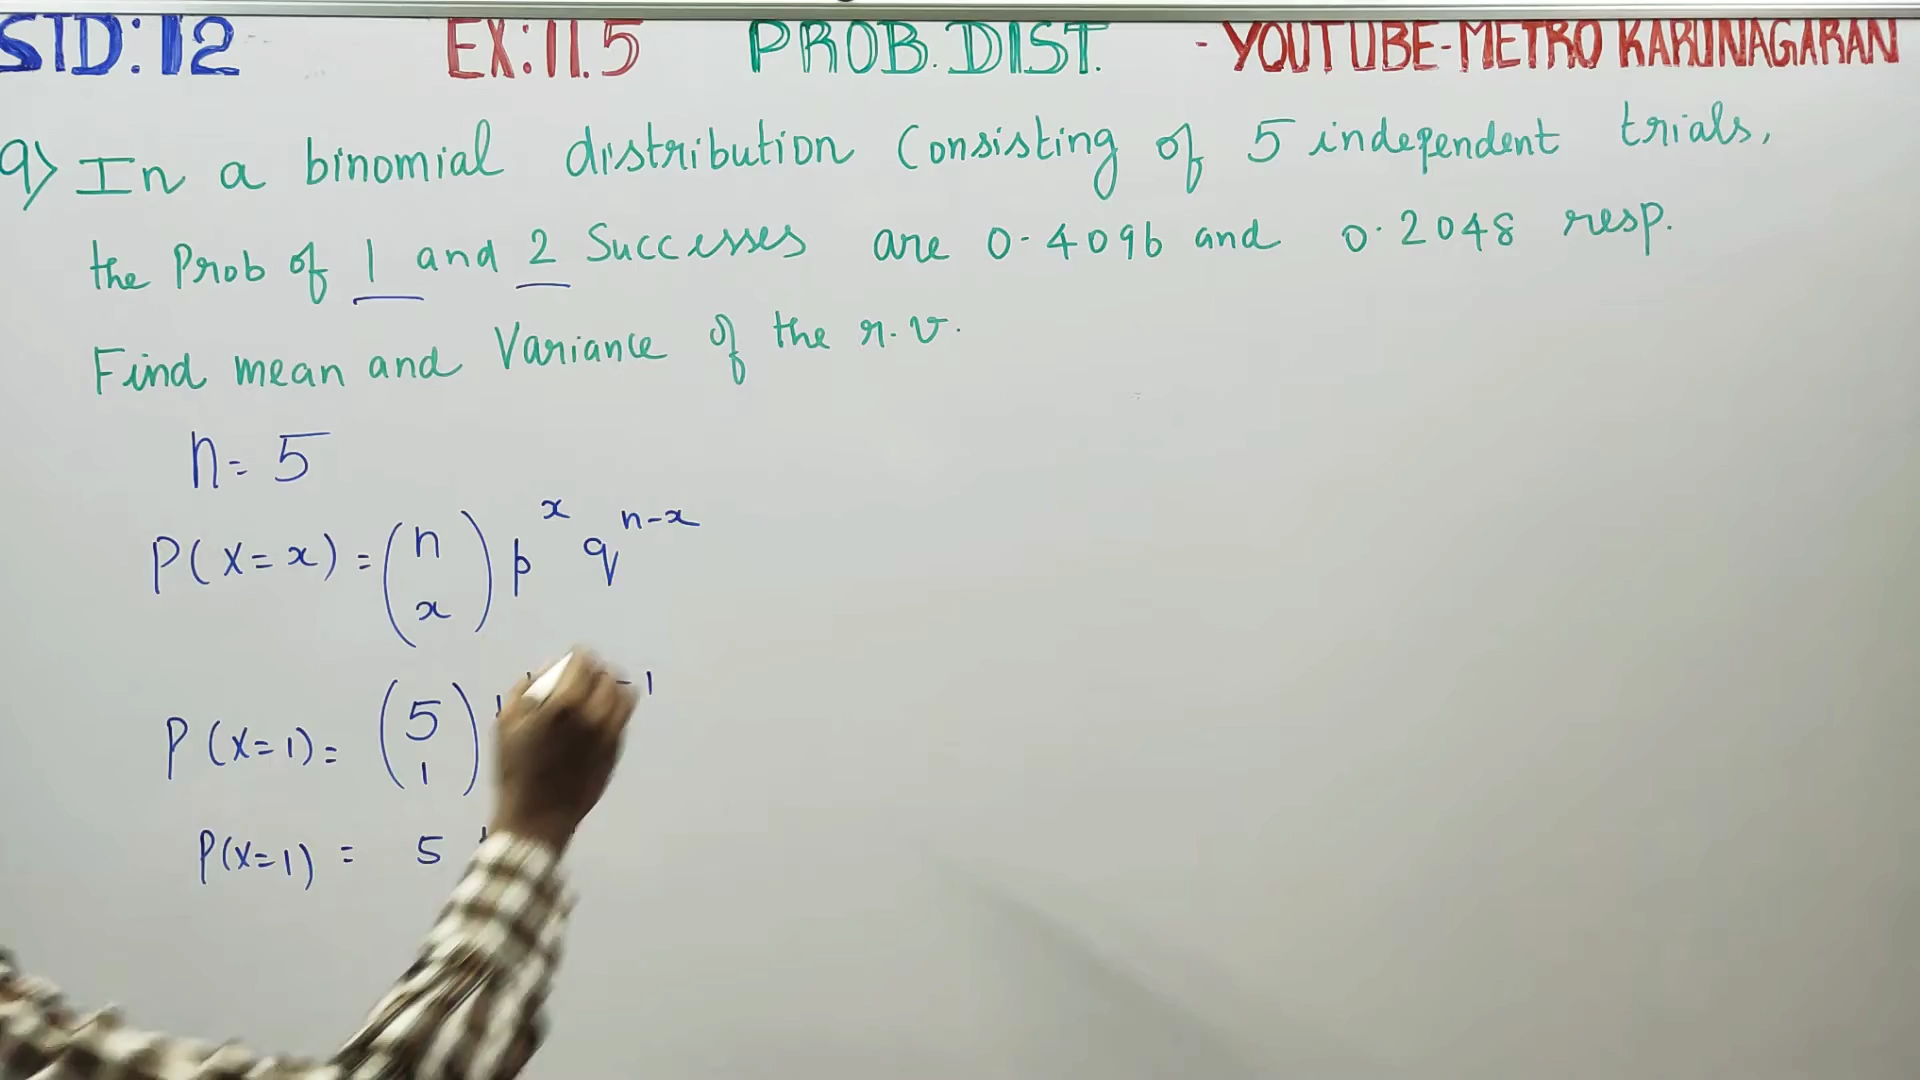 STD: 12 EX: 11.5 PROB. DIST. - YOUTUBE-METRO KARUNAGARAN
9) In a binomial distribution Consisting of 5 independent trials,
the Prob of 1 and 2 Successes are 0.4096 and 0.2048 resp.
Find mean and Variance of the r.v.
n = 5
P(X=x) = (n x) p^x q^n-x
P(X=1) = (5 1) -1
P(X=1) = 5